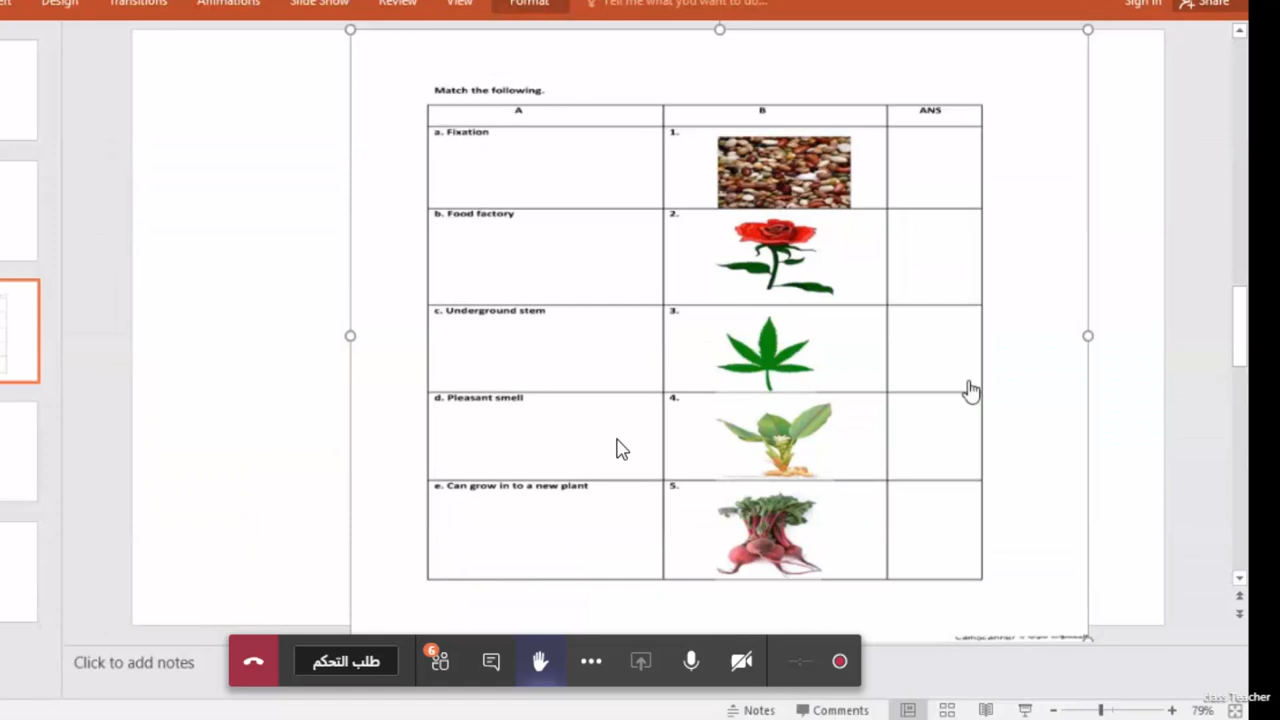 Design Transitions Animations Slide Show Review View Format Tell me what you want to do... Sign in Share
Match the following.
A B ANS
a. Fixation 1.
b. Food factory 2.
c. Underground stem 3.
d. Pleasant smell 4.
e. Can grow in to a new plant 5.
6
طلب التحكم
Click to add notes
Teacher
Notes Comments 79%